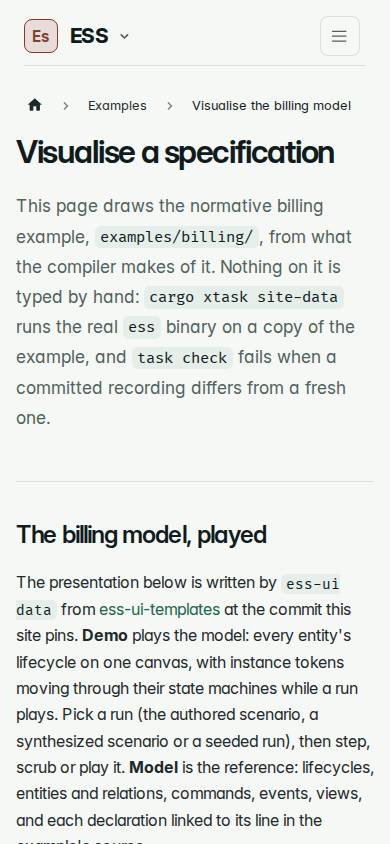 Es ESS
Examples Visualise the billing model
Visualise a specification
This page draws the normative billing
example, examples/billing/, from what
the compiler makes of it. Nothing on it is
typed by hand: cargo xtask site-data
runs the real ess binary on a copy of the
example, and task check fails when a
committed recording differs from a fresh
one.
The billing model, played
The presentation below is written by ess-ui
data from ess-ui-templates at the commit this
site pins. Demo plays the model: every entity's
lifecycle on one canvas, with instance tokens
moving through their state machines while a run
plays. Pick a run (the authored scenario, a
synthesized scenario or a seeded run), then step,
scrub or play it. Model is the reference: lifecycles,
entities and relations, commands, events, views,
and each declaration linked to its line in the
example's source.